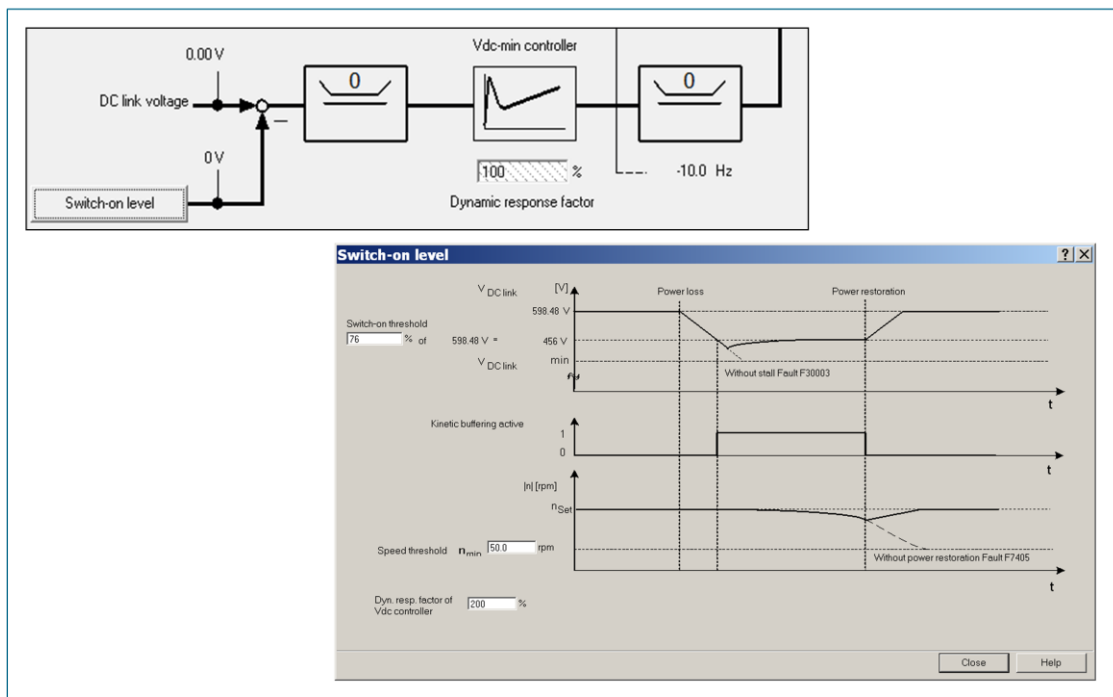 Vdc-min controller
0.00 V
0
0
DC link voltage
0 V
100 %
-10.0 Hz
Switch-on level
Dynamic response factor
Switch-on level
V DC link [V] Power loss Power restoration
598.48 V
Switch-on threshold
76 % of 598.48 V = 456 V
V DC link min
Without stall Fault F30003
t
Kinetic buffering active
1
0
t
|n| [rpm]
n Set
Speed threshold n min 50.0 rpm
Without power restoration Fault F7405
t
Dyn. resp. factor of
Vdc controller
200 %
Close Help